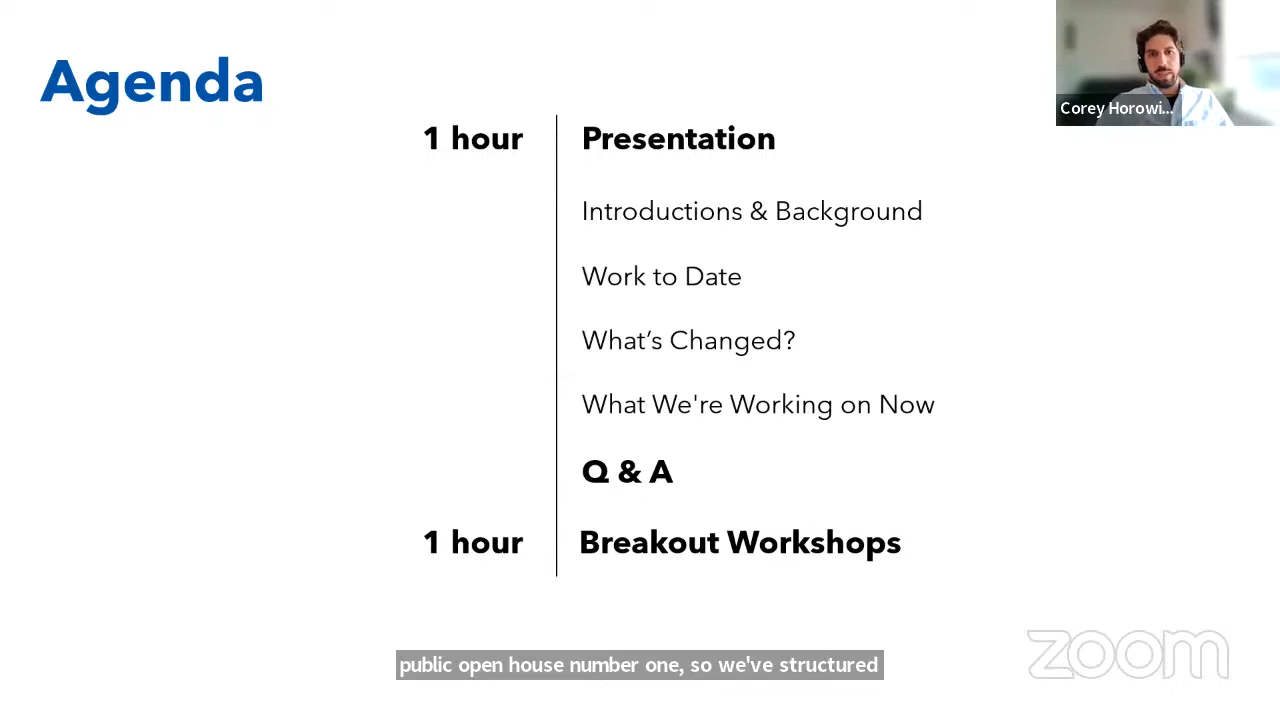 Agenda
Corey Horowi...
1 hour
Presentation
Introductions & Background
Work to Date
What's Changed?
What We're Working on Now
Q & A
1 hour
Breakout Workshops
public open house number one, so we've structured
zoom